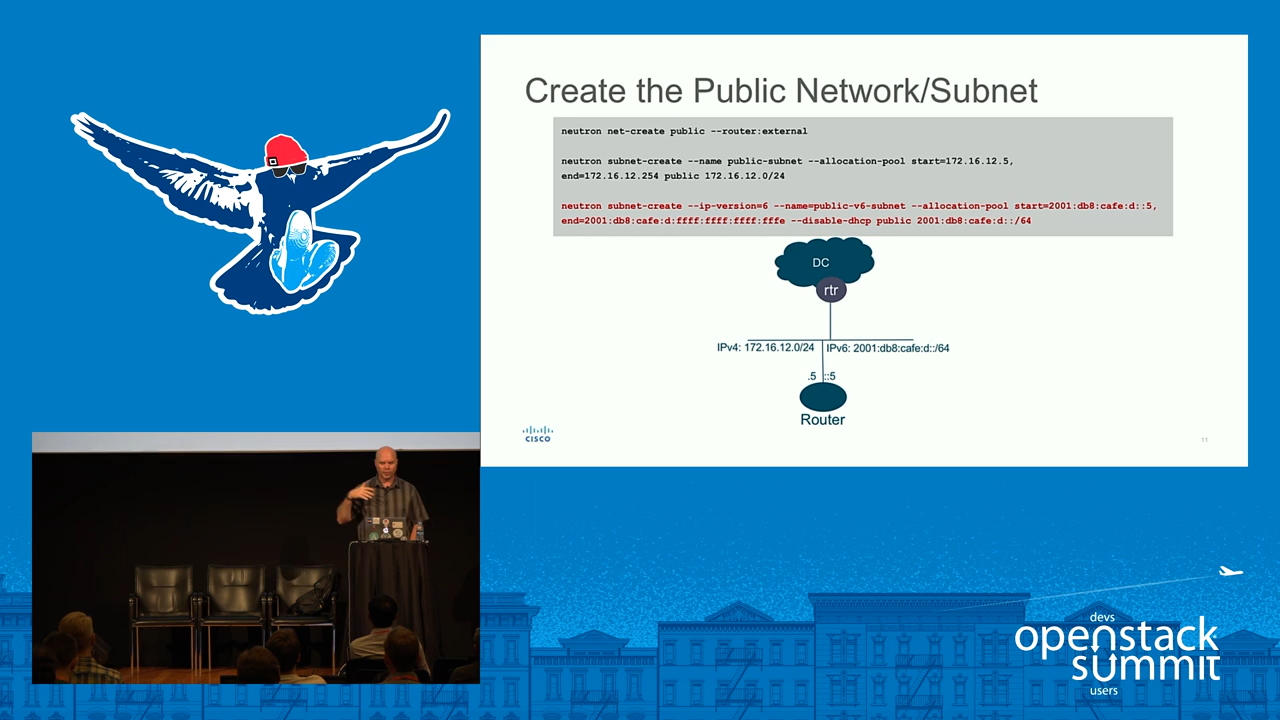 Create the Public Network/Subnet
neutron net-create public --router:external
neutron subnet-create --name public-subnet --allocation-pool start=172.16.12.5,
end=172.16.12.254 public 172.16.12.0/24
neutron subnet-create --ip-version=6 --name=public-v6-subnet --allocation-pool start=2001:db8:cafe:d::5,
end=2001:db8:cafe:d:ffff:ffff:ffff:fffe --disable-dhcp public 2001:db8:cafe:d::/64
DC
rtr
IPv4: 172.16.12.0/24 IPv6: 2001:db8:cafe:d::/64
.5 ::5
Router
CISCO
11
devs
openstack
summit
users